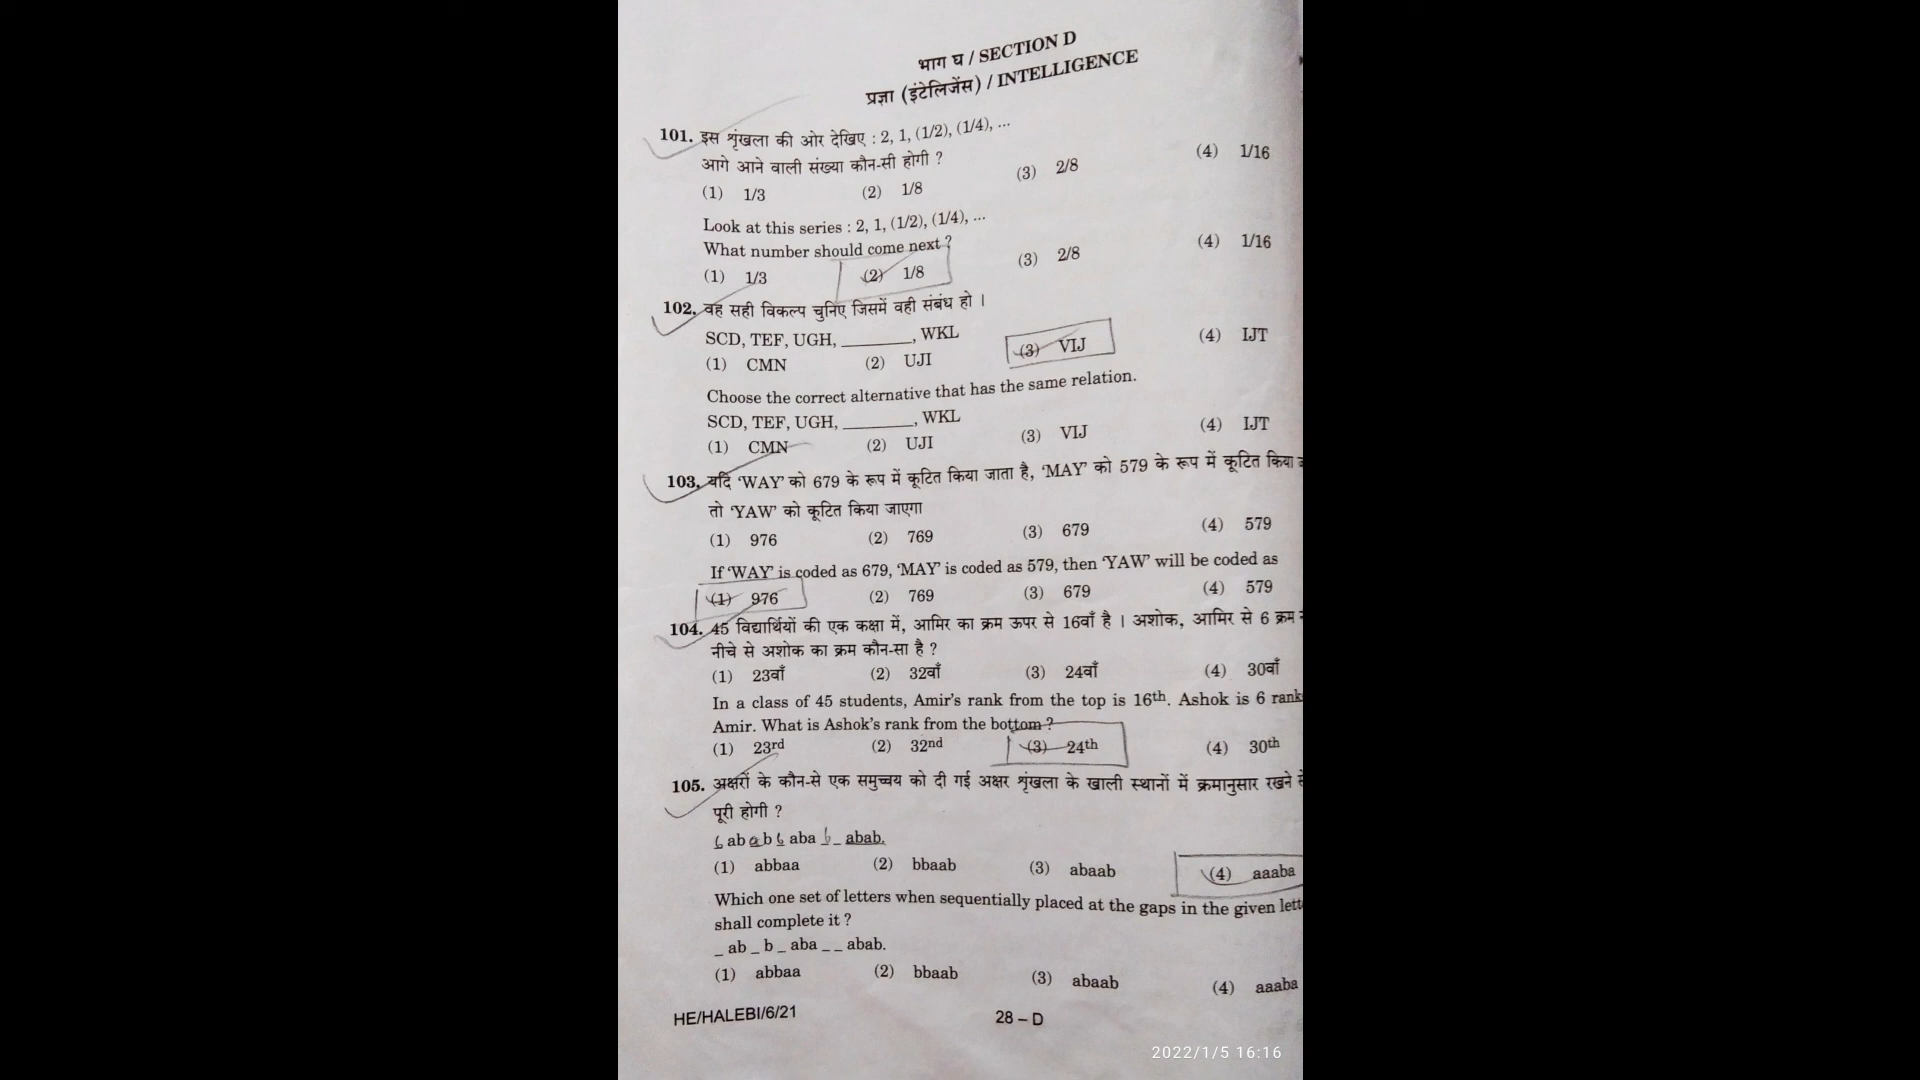 भाग घ / SECTION D
प्रज्ञा (इंटेलिजेंस) / INTELLIGENCE
101. इस शृंखला की ओर देखिए : 2, 1, (1/2), (1/4), ...
आगे आने वाली संख्या कौन-सी होगी ?
(1) 1/3 (2) 1/8 (3) 2/8 (4) 1/16
Look at this series : 2, 1, (1/2), (1/4), ...
What number should come next ?
(1) 1/3 (2) 1/8 (3) 2/8 (4) 1/16
102. वह सही विकल्प चुनिए जिसमें वही संबंध हो ।
SCD, TEF, UGH, ________, WKL
(1) CMN (2) UJI (3) VIJ (4) IJT
Choose the correct alternative that has the same relation.
SCD, TEF, UGH, ________, WKL
(1) CMN (2) UJI (3) VIJ (4) IJT
103. यदि ‘WAY’ को 679 के रूप में कूटित किया जाता है, ‘MAY’ को 579 के रूप में कूटित किया
तो ‘YAW’ को कूटित किया जाएगा
(1) 976 (2) 769 (3) 679 (4) 579
If ‘WAY’ is coded as 679, ‘MAY’ is coded as 579, then ‘YAW’ will be coded as
(1) 976 (2) 769 (3) 679 (4) 579
104. 45 विद्यार्थियों की एक कक्षा में, आमिर का क्रम ऊपर से 16वाँ है । अशोक, आमिर से 6 क्रम
नीचे से अशोक का क्रम कौन-सा है ?
(1) 23वाँ (2) 32वाँ (3) 24वाँ (4) 30वाँ
In a class of 45 students, Amir’s rank from the top is 16th. Ashok is 6 rank
Amir. What is Ashok’s rank from the bottom ?
(1) 23rd (2) 32nd (3) 24th (4) 30th
105. अक्षरों के कौन-से एक समुच्चय को दी गई अक्षर शृंखला के खाली स्थानों में क्रमानुसार रखने
पूरी होगी ?
b ab a b b aba b _ abab.
(1) abbaa (2) bbaab (3) abaab (4) aaaba
Which one set of letters when sequentially placed at the gaps in the given lett
shall complete it ?
_ ab _ b _ aba _ _ abab.
(1) abbaa (2) bbaab (3) abaab (4) aaaba
HE/HALEBI/6/21 28 – D
2022/1/5 16:16